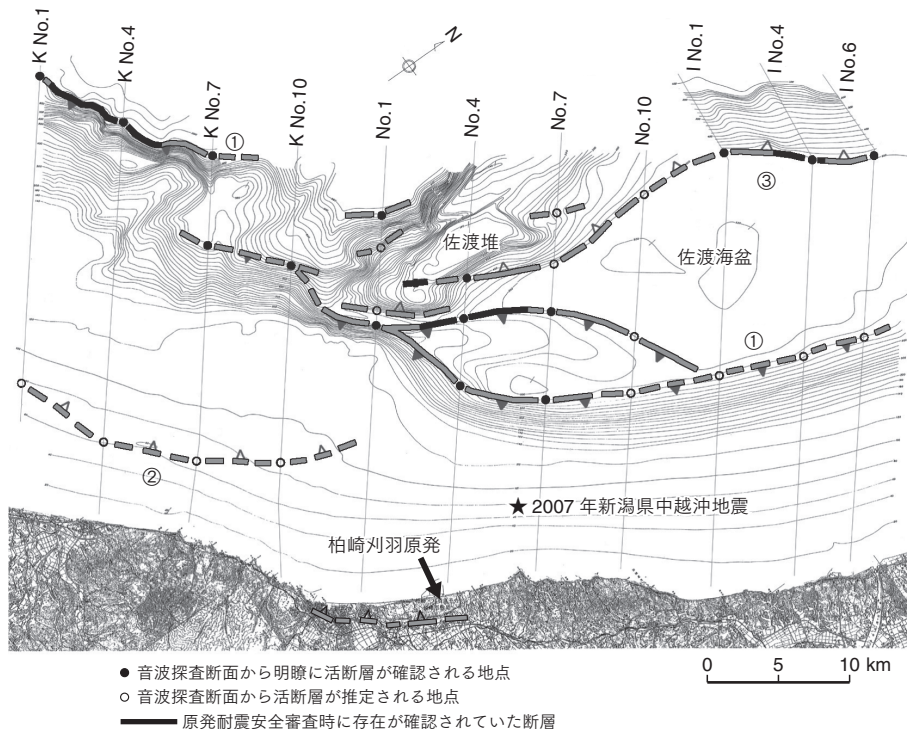 K No.1
K No.4
K No.7
K No.10
No.1
No.4
No.7
No.10
I No.1
I No.4
I No.6
N
①
③
佐渡堆
佐渡海盆
①
②
★ 2007 年新潟県中越沖地震
柏崎刈羽原発
● 音波探査断面から明瞭に活断層が確認される地点
○ 音波探査断面から活断層が推定される地点
原発耐震安全審査時に存在が確認されていた断層
0 5 10 km